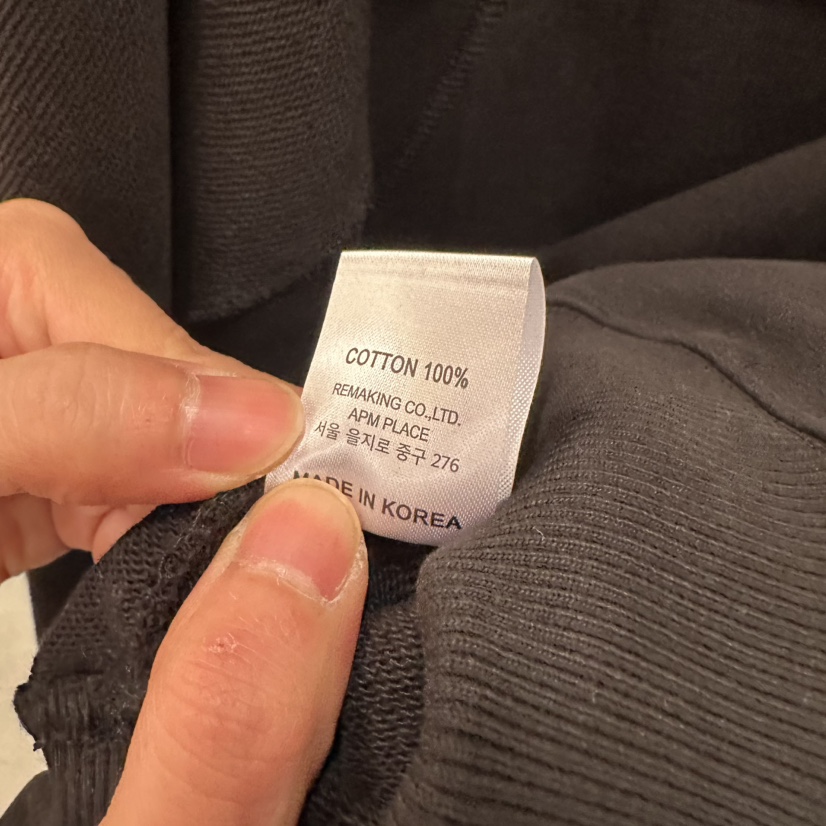 COTTON 100%
REMAKING CO.,LTD.
APM PLACE
서울 을지로 중구 276
MADE IN KOREA